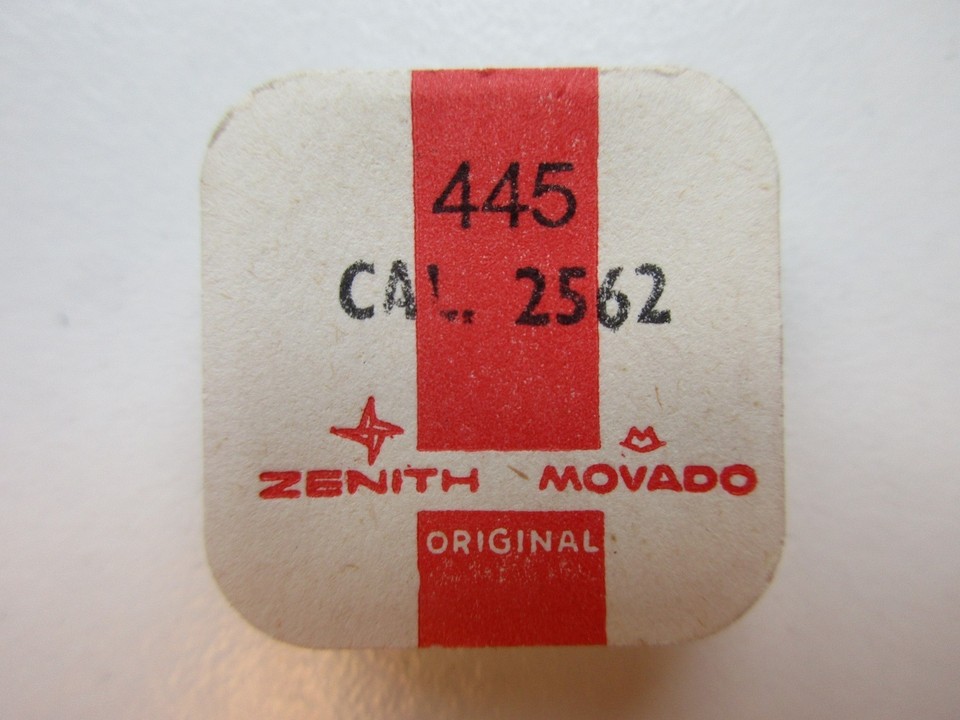 445
CAL. 2562
ZENITH MOVADO
ORIGINAL